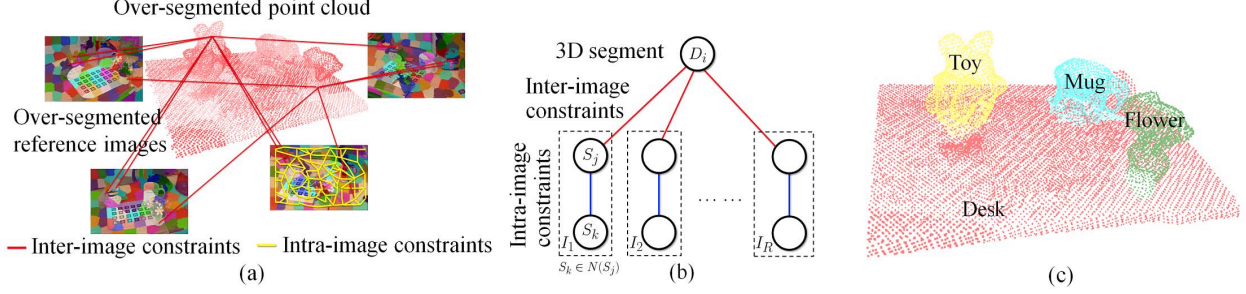 Over-segmented point cloud
Over-segmented
reference images
Inter-image constraints
Intra-image constraints
(a)
3D segment
D_i
Inter-image
constraints
Intra-image
constraints
S_j
S_k
I_1
I_2
... ...
I_R
S_k ∈ N(S_j)
(b)
Toy
Mug
Flower
Desk
(c)